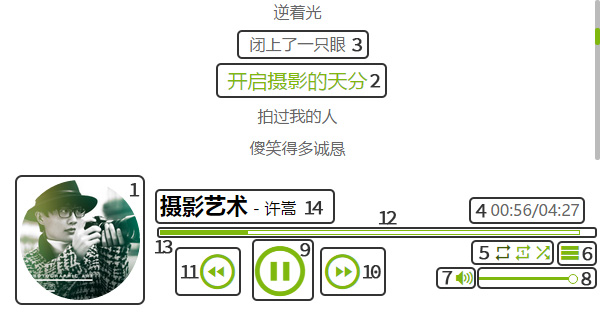 逆着光
闭上了一只眼 3
开启摄影的天分 2
拍过我的人
傻笑得多诚恳
1
摄影艺术 - 许嵩 14
12
4 00:56/04:27
13
11
9
10
5
6
7
8